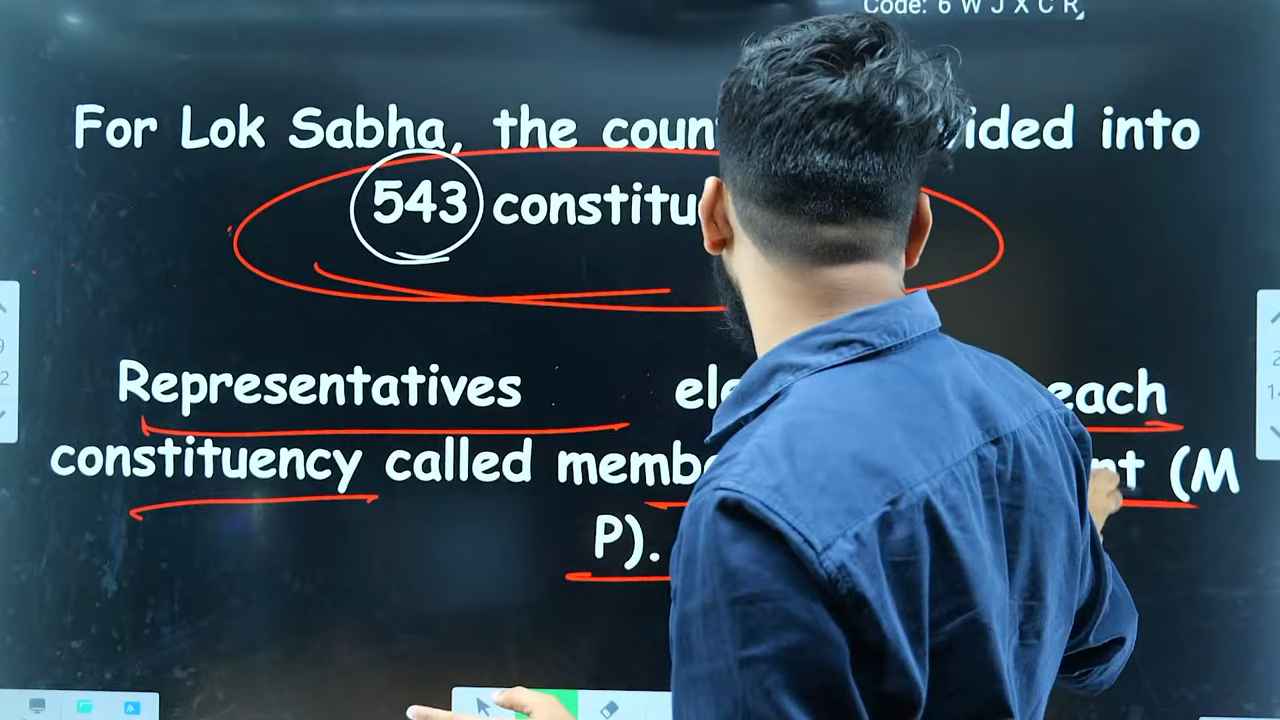 Code: 6 W J X C R
For Lok Sabha, the coun ided into
543 constitu
Representatives ele each
constituency called membe nt (M
P).